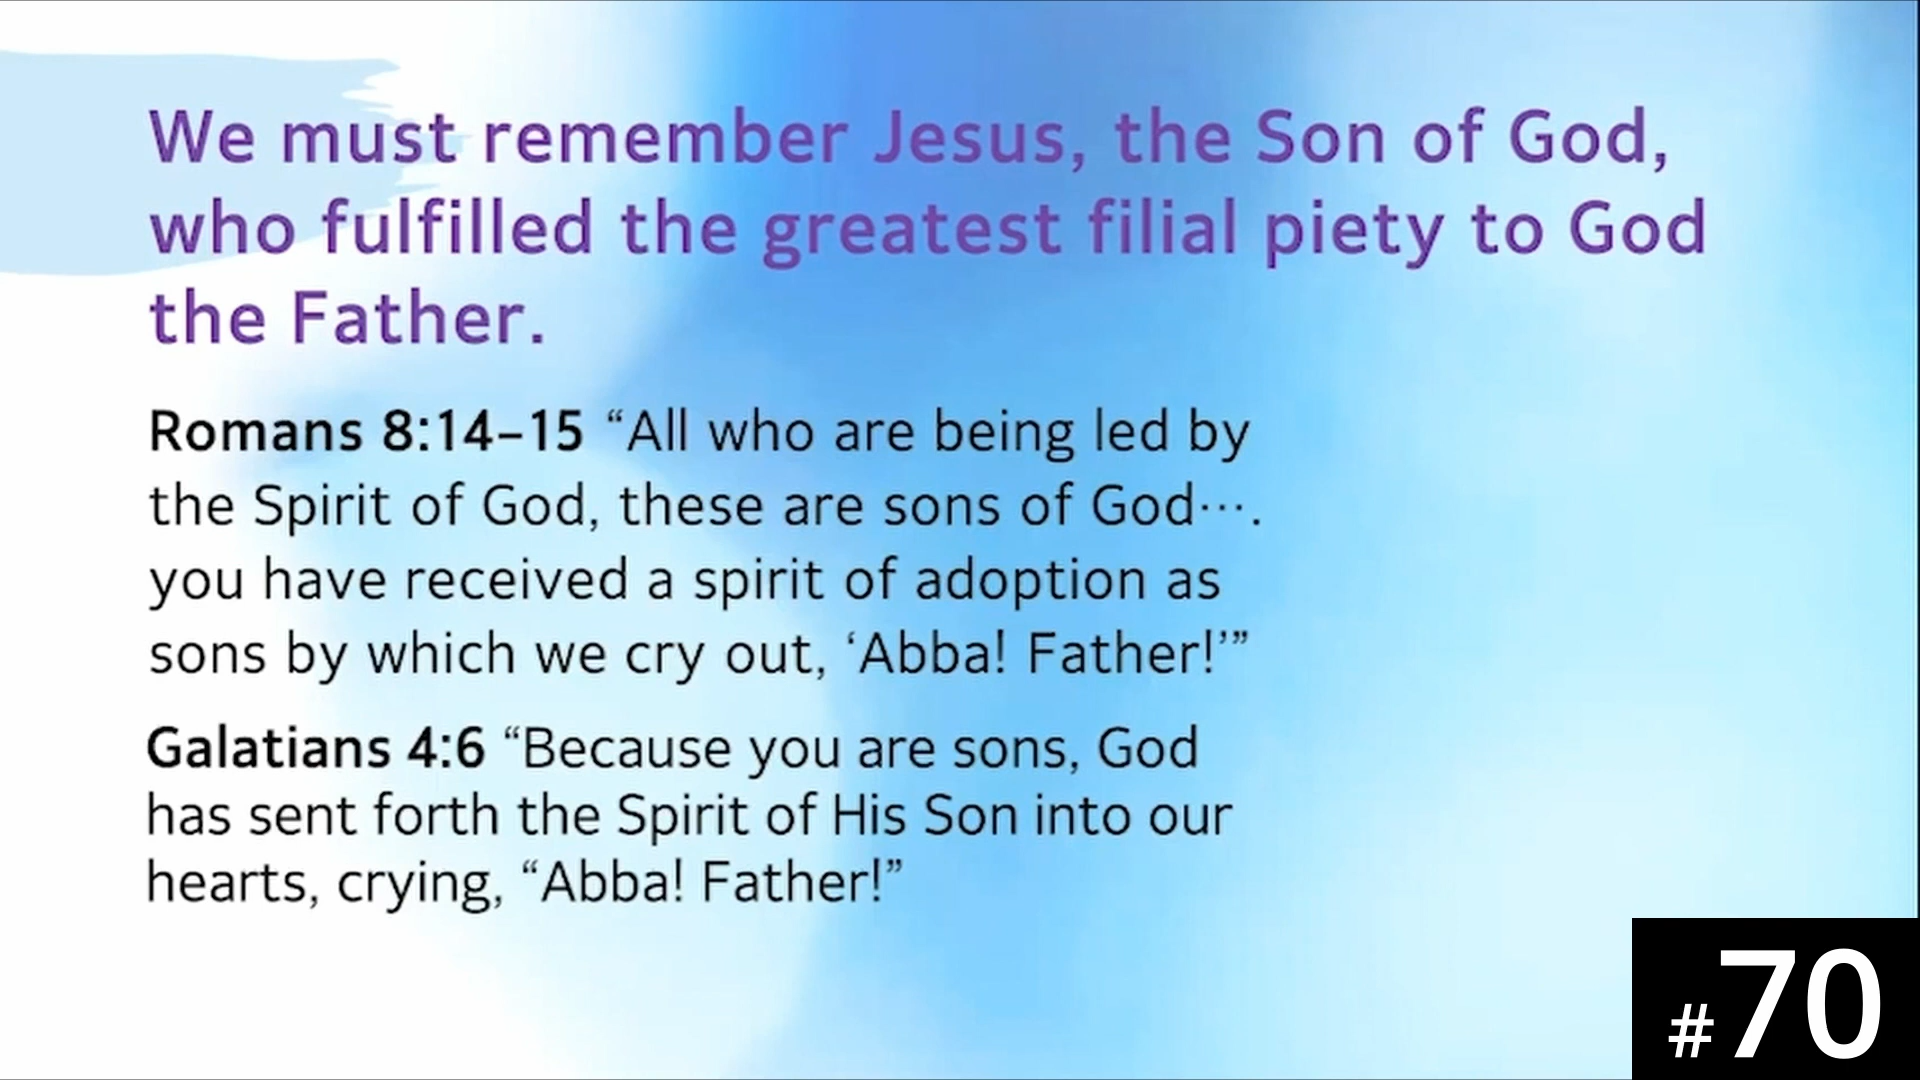 We must remember Jesus, the Son of God,
who fulfilled the greatest filial piety to God
the Father.
Romans 8:14–15 “All who are being led by
the Spirit of God, these are sons of God⋯.
you have received a spirit of adoption as
sons by which we cry out, ‘Abba! Father!’”
Galatians 4:6 “Because you are sons, God
has sent forth the Spirit of His Son into our
hearts, crying, “Abba! Father!”
#70